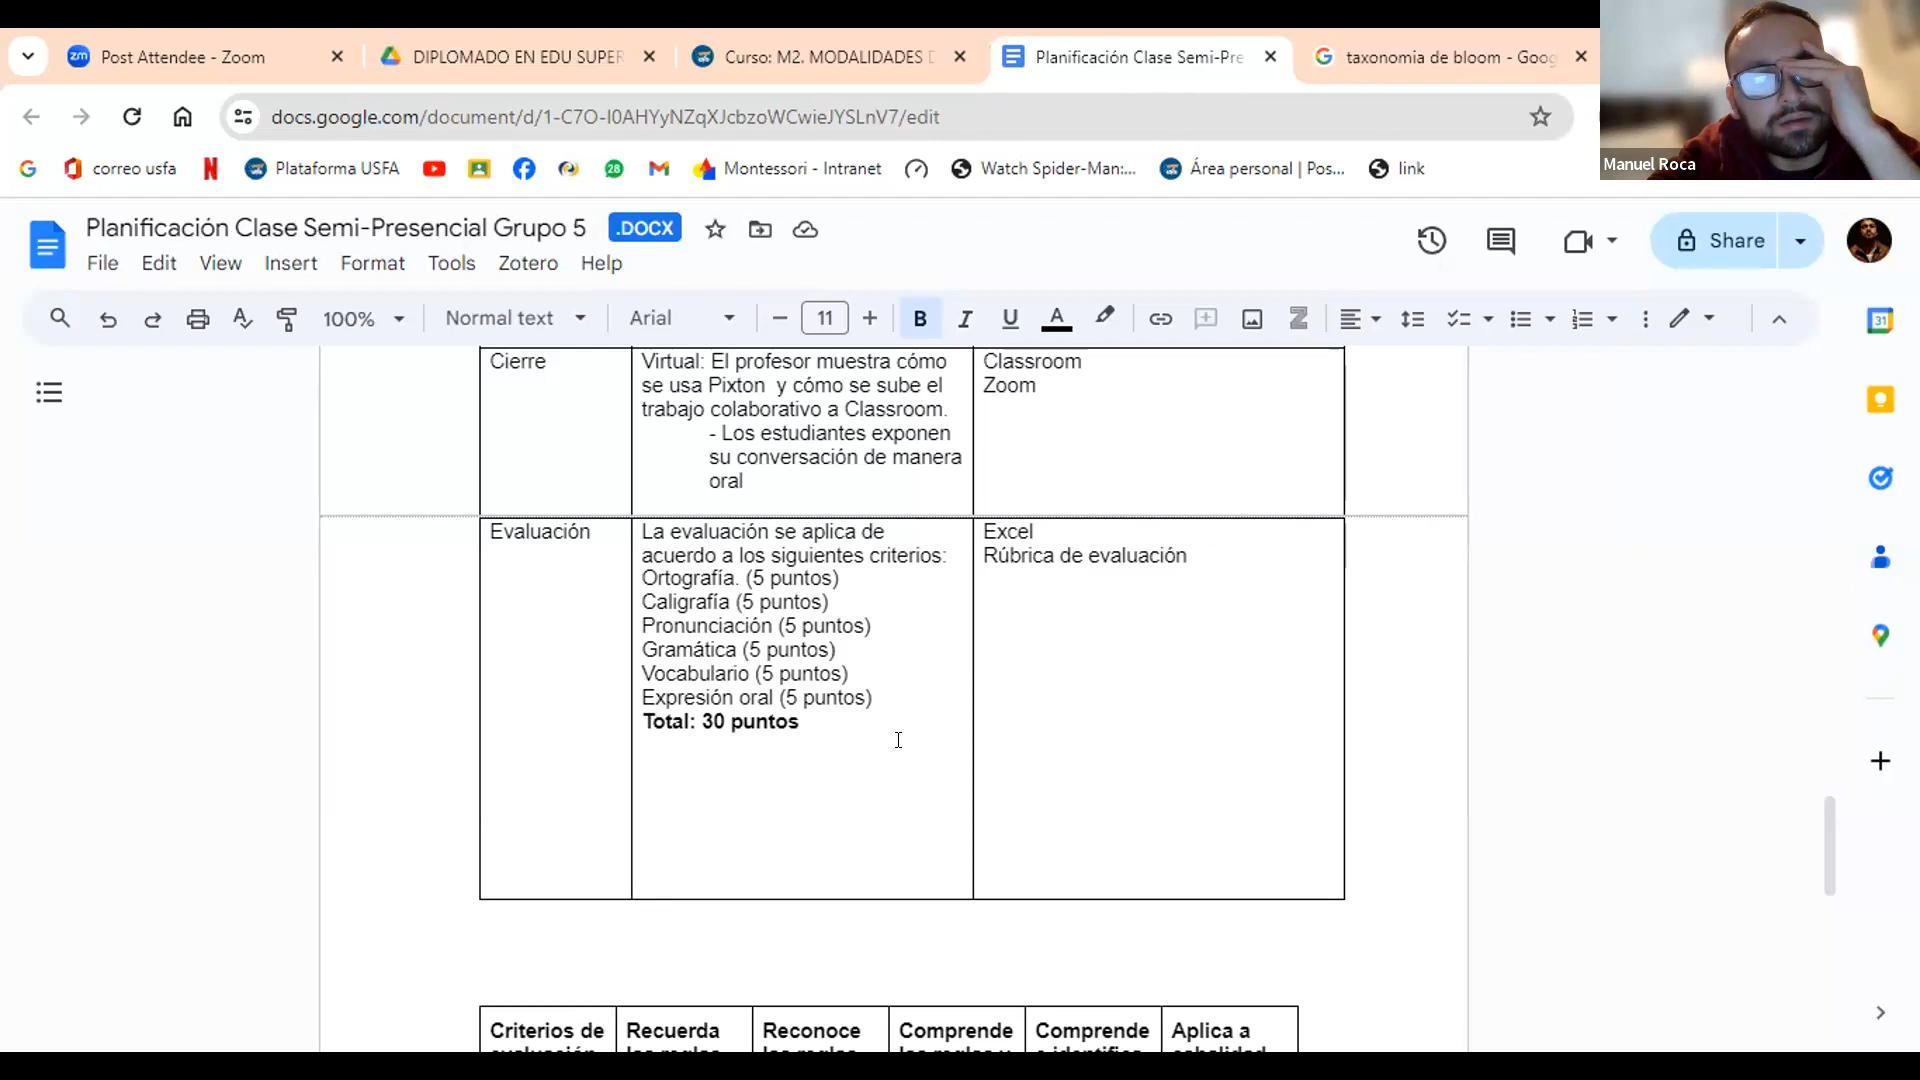 Post Attendee - Zoom
DIPLOMADO EN EDU SUPER
Curso: M2. MODALIDADES D
Planificación Clase Semi-Pre
taxonomia de bloom - Goog
docs.google.com/document/d/1-C7O-I0AHYyNZqXJcbzoWCwieJYSLnV7/edit
correo usfa
Plataforma USFA
28
Montessori - Intranet
Watch Spider-Man:...
Área personal | Pos...
link
Manuel Roca
Planificación Clase Semi-Presencial Grupo 5
.DOCX
Share
File Edit View Insert Format Tools Zotero Help
100%
Normal text
Arial
11
31
Cierre
Virtual: El profesor muestra cómo
se usa Pixton y cómo se sube el
trabajo colaborativo a Classroom.
- Los estudiantes exponen
su conversación de manera
oral
Classroom
Zoom
Evaluación
La evaluación se aplica de
acuerdo a los siguientes criterios:
Ortografía. (5 puntos)
Caligrafía (5 puntos)
Pronunciación (5 puntos)
Gramática (5 puntos)
Vocabulario (5 puntos)
Expresión oral (5 puntos)
Total: 30 puntos
Excel
Rúbrica de evaluación
Criterios de
Recuerda
Reconoce
Comprende
Comprende
Aplica a